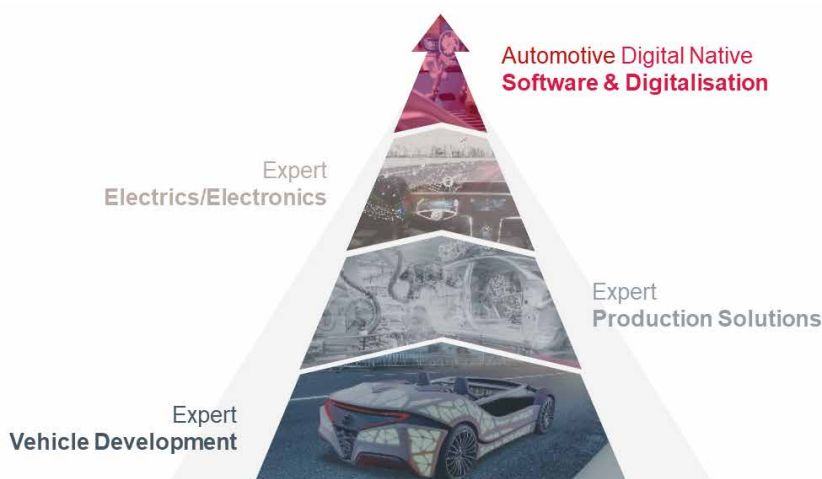 Automotive Digital Native
Software & Digitalisation
Expert
Electrics/Electronics
Expert
Production Solutions
Expert
Vehicle Development